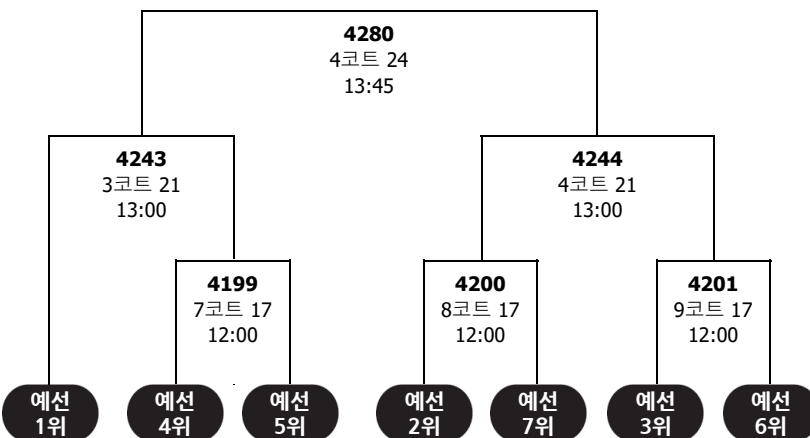 4280
4코트 24
13:45
4243
3코트 21
13:00
4244
4코트 21
13:00
4199
7코트 17
12:00
4200
8코트 17
12:00
4201
9코트 17
12:00
예선
1위
예선
4위
예선
5위
예선
2위
예선
7위
예선
3위
예선
6위